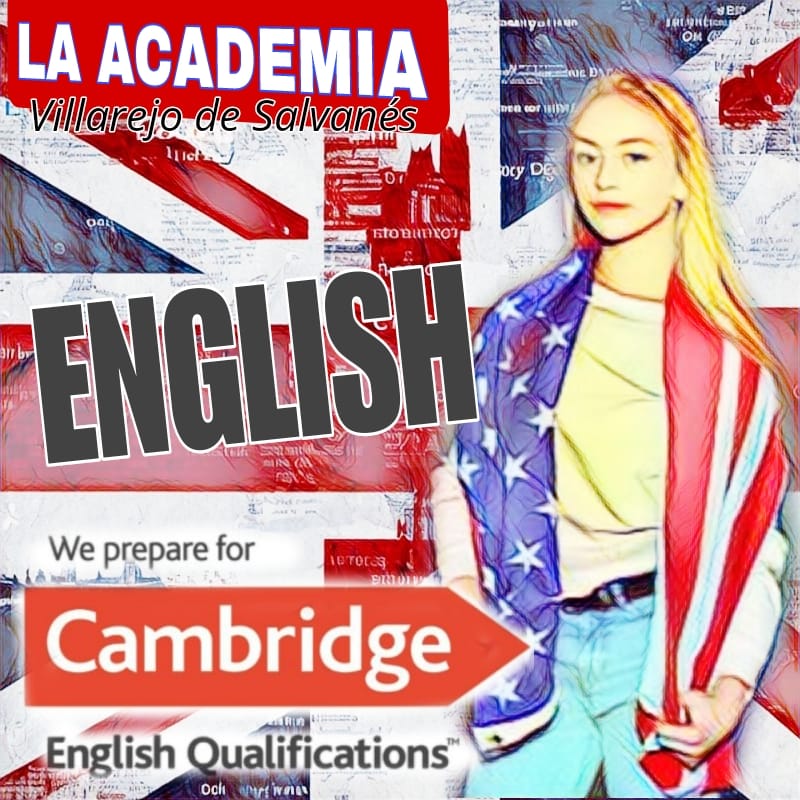 LA ACADEMIA
Villarejo de Salvanés
ENGLISH
We prepare for
Cambridge
English Qualifications™